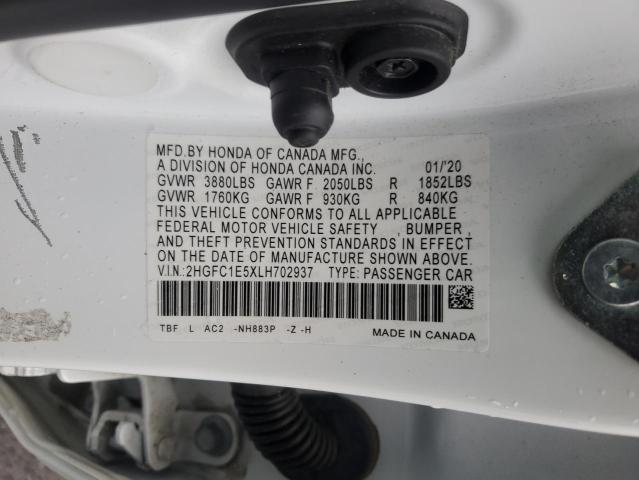 MFD.BY HONDA OF CANADA MFG.,
A DIVISION OF HONDA CANADA INC. 01/'20
GVWR 3880LBS GAWR F 2050LBS R 1852LBS
GVWR 1760KG GAWR F 930KG R 840KG
THIS VEHICLE CONFORMS TO ALL APPLICABLE
FEDERAL MOTOR VEHICLE SAFETY , BUMPER ,
AND THEFT PREVENTION STANDARDS IN EFFECT
ON THE DATE OF MANUFACTURE SHOWN ABOVE.
V.I.N.:2HGFC1E5XLH702937 TYPE: PASSENGER CAR
TBF L AC2 -NH883P -Z -H MADE IN CANADA